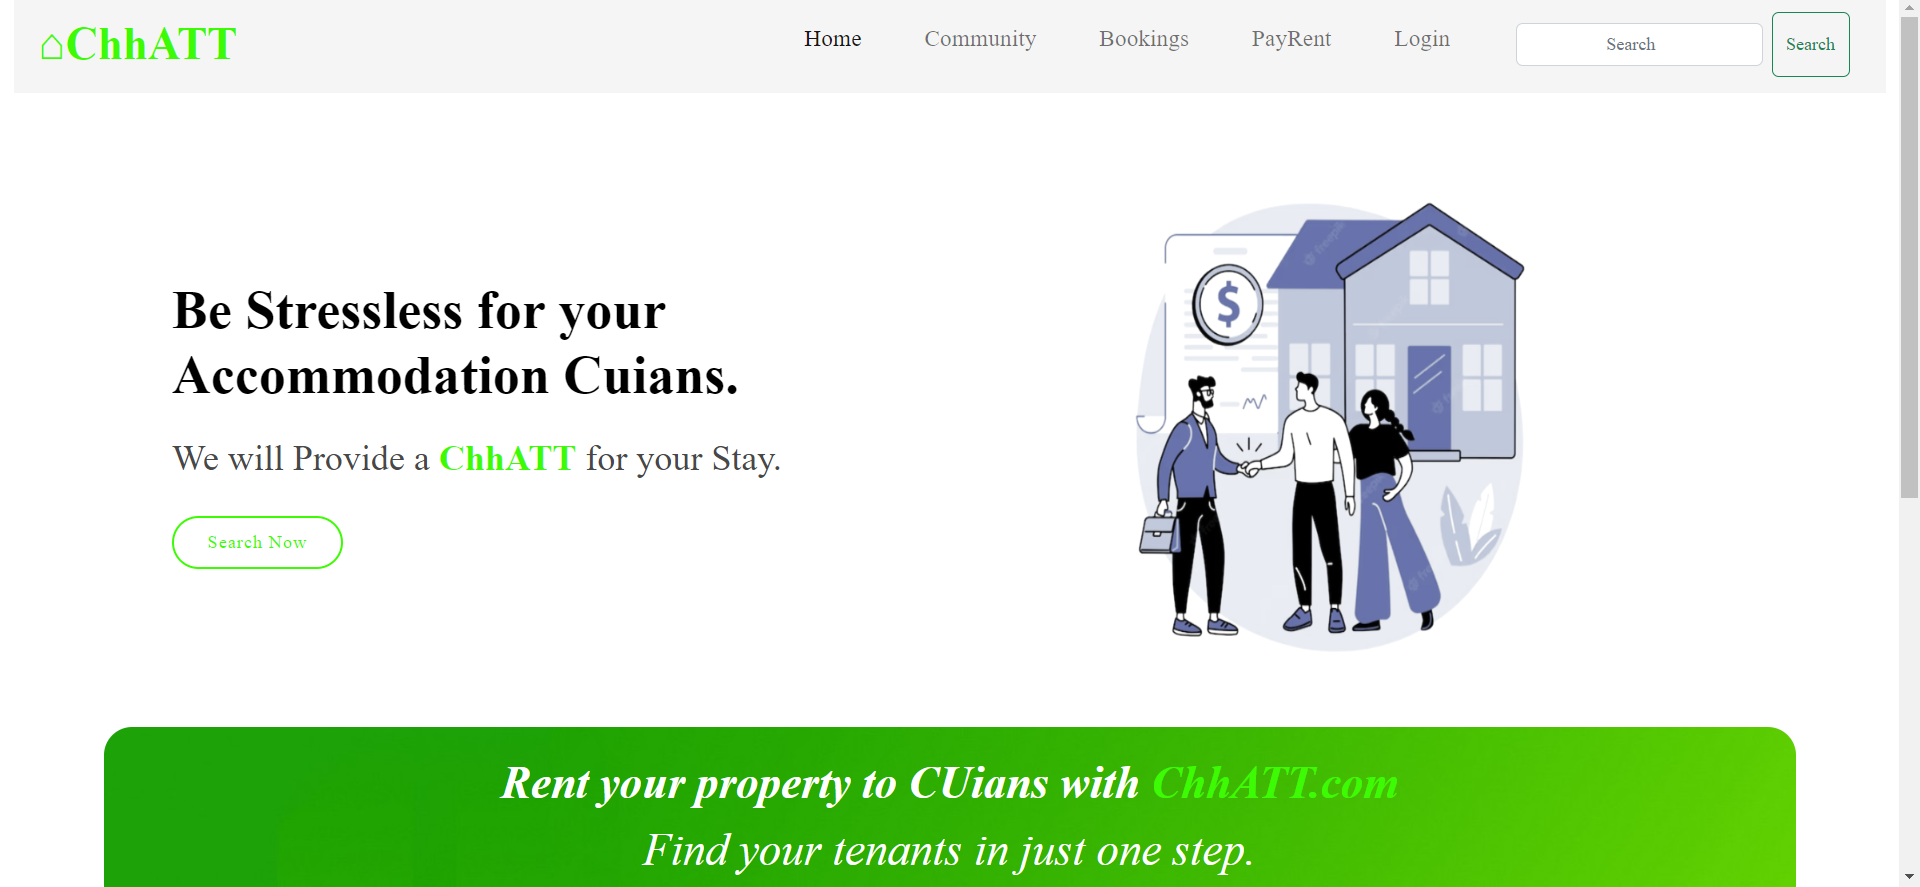 ⌂ChhATT
Home Community Bookings PayRent Login Search Search
Be Stressless for your
Accommodation Cuians.
We will Provide a ChhATT for your Stay.
Search Now
$
Rent your property to CUians with ChhATT.com
Find your tenants in just one step.